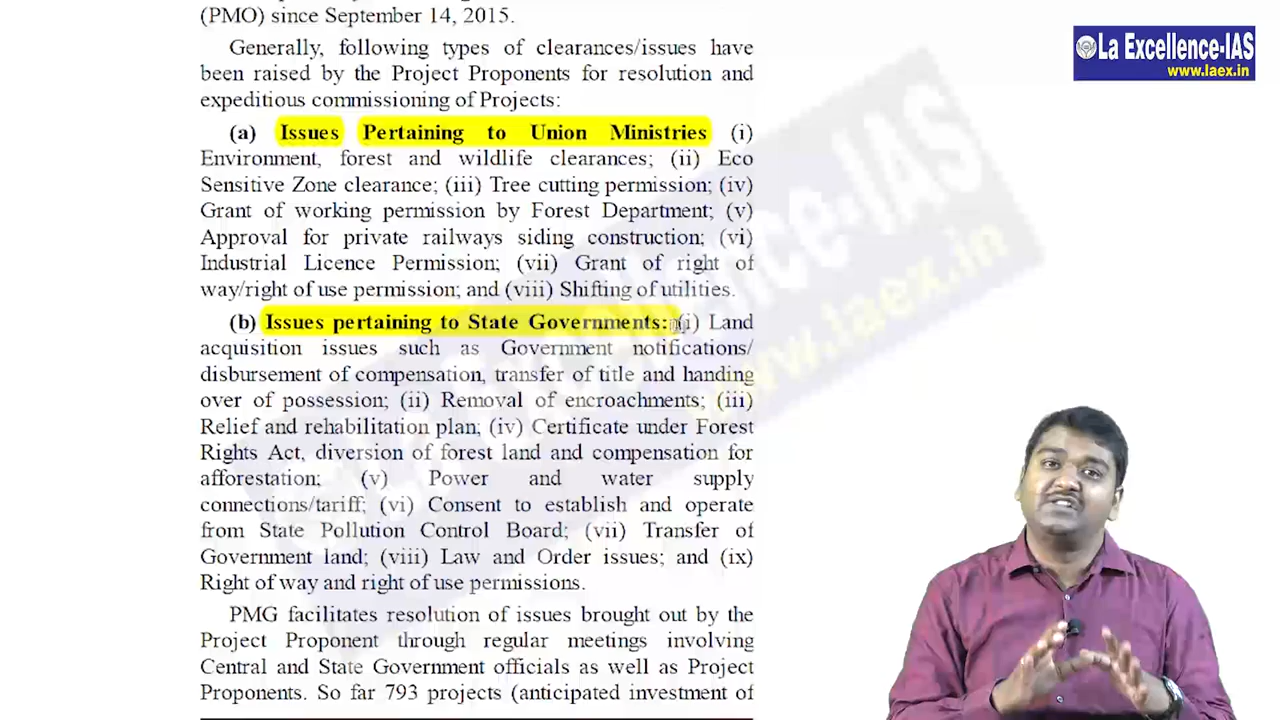 (PMO) since September 14, 2015.
Generally, following types of clearances/issues have
been raised by the Project Proponents for resolution and
expeditious commissioning of Projects:
(a) Issues Pertaining to Union Ministries (i)
Environment, forest and wildlife clearances; (ii) Eco
Sensitive Zone clearance; (iii) Tree cutting permission; (iv)
Grant of working permission by Forest Department; (v)
Approval for private railways siding construction; (vi)
Industrial Licence Permission; (vii) Grant of right of
way/right of use permission; and (viii) Shifting of utilities.
(b) Issues pertaining to State Governments: (i) Land
acquisition issues such as Government notifications/
disbursement of compensation, transfer of title and handing
over of possession; (ii) Removal of encroachments; (iii)
Relief and rehabilitation plan; (iv) Certificate under Forest
Rights Act, diversion of forest land and compensation for
afforestation; (v) Power and water supply
connections/tariff; (vi) Consent to establish and operate
from State Pollution Control Board; (vii) Transfer of
Government land; (viii) Law and Order issues; and (ix)
Right of way and right of use permissions.
PMG facilitates resolution of issues brought out by the
Project Proponent through regular meetings involving
Central and State Government officials as well as Project
Proponents. So far 793 projects (anticipated investment of
La Excellence-IAS
www.laex.in
La Excellence-IAS
www.laex.in